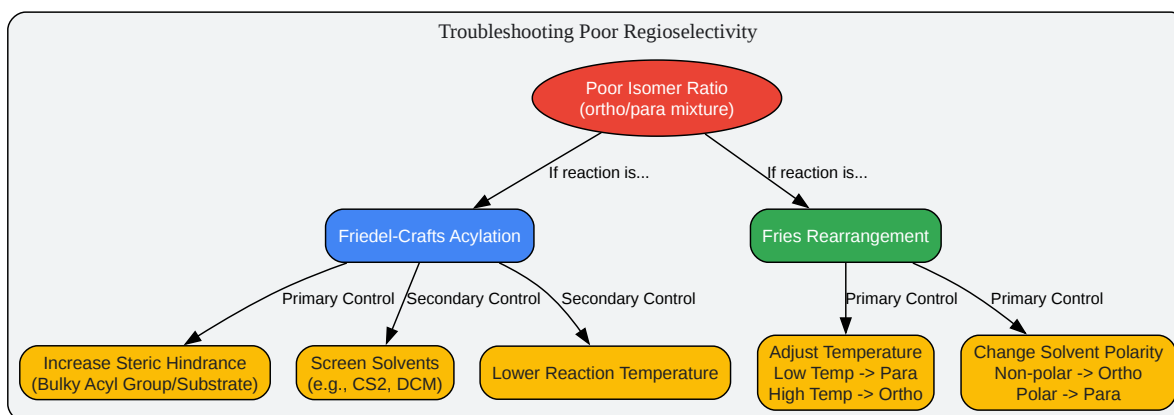 Troubleshooting Poor Regioselectivity
Poor Isomer Ratio
(ortho/para mixture)
If reaction is...
If reaction is...
Friedel-Crafts Acylation
Fries Rearrangement
Primary Control
Secondary Control
Secondary Control
Primary Control
Primary Control
Increase Steric Hindrance
(Bulky Acyl Group/Substrate)
Screen Solvents
(e.g., CS2, DCM)
Lower Reaction Temperature
Adjust Temperature
Low Temp -> Para
High Temp -> Ortho
Change Solvent Polarity
Non-polar -> Ortho
Polar -> Para